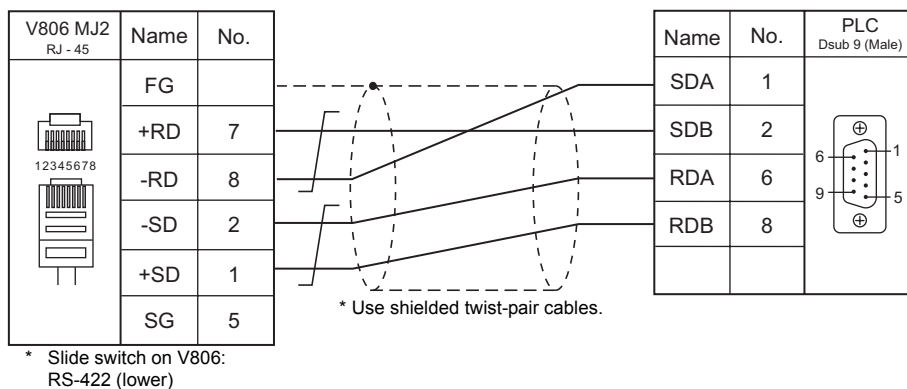 V806 MJ2
RJ - 45
Name
No.
FG
+RD 7
-RD 8
-SD 2
+SD 1
SG 5
12345678
* Slide switch on V806:
RS-422 (lower)
* Use shielded twist-pair cables.
Name
No.
PLC
Dsub 9 (Male)
SDA 1
SDB 2
RDA 6
RDB 8
6
1
9
5